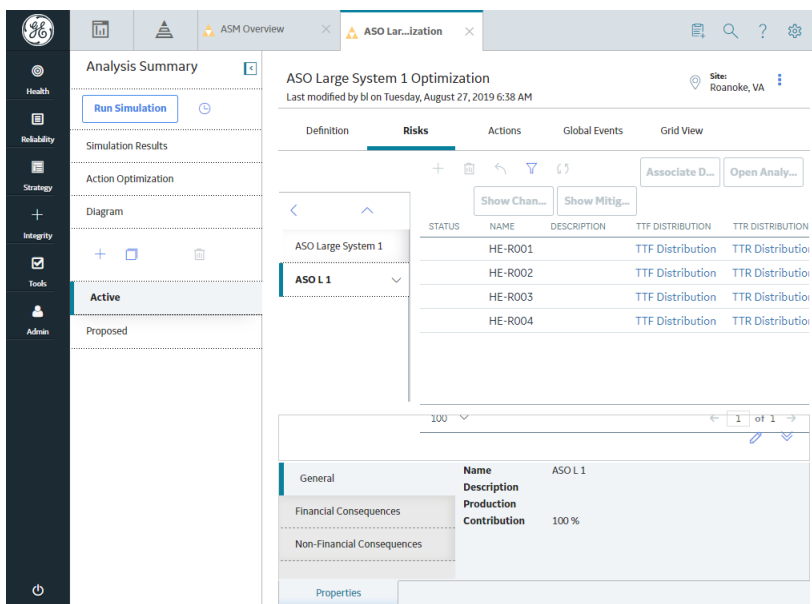 ASM Overview
ASO Lar...ization
Health
Reliability
Strategy
Integrity
Tools
Admin
Analysis Summary
Run Simulation
Simulation Results
Action Optimization
Diagram
Active
Proposed
ASO Large System 1 Optimization
Last modified by bl on Tuesday, August 27, 2019 6:38 AM
Site:
Roanoke, VA
Definition Risks Actions Global Events Grid View
Associate D... Open Analy...
Show Chan... Show Mitig...
ASO Large System 1
ASO L 1
STATUS NAME DESCRIPTION TTF DISTRIBUTION TTR DISTRIBUTION
HE-R001 TTF Distribution TTR Distributio
HE-R002 TTF Distribution TTR Distributio
HE-R003 TTF Distribution TTR Distributio
HE-R004 TTF Distribution TTR Distributio
100 1 of 1
General
Financial Consequences
Non-Financial Consequences
Name ASO L 1
Description
Production
Contribution 100 %
Properties